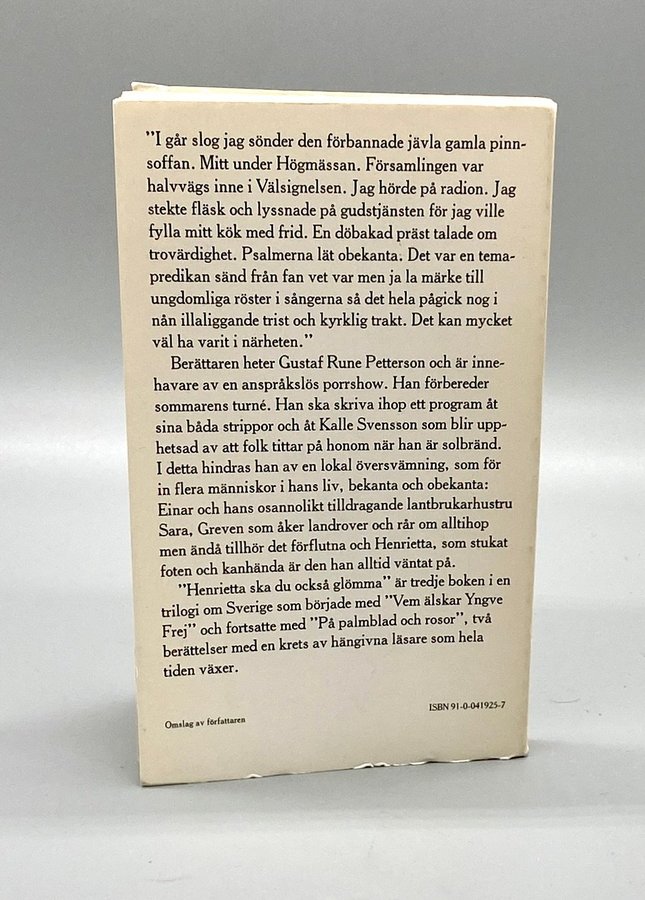 "I går slog jag sönder den förbannade jävla gamla pinn-
soffan. Mitt under Högmässan. Församlingen var
halvvägs inne i Välsignelsen. Jag hörde på radion. Jag
stekte fläsk och lyssnade på gudstjänsten för jag ville
fylla mitt kök med frid. En döbakad präst talade om
trovärdighet. Psalmerna lät obekanta. Det var en tema-
predikan sänd från fan vet var men ja la märke till
ungdomliga röster i sångerna så det hela pågick nog i
nån illaliggande trist och kyrklig trakt. Det kan mycket
väl ha varit i närheten."
Berättaren heter Gustaf Rune Petterson och är inne-
havare av en anspråkslös porrshow. Han förbereder
sommarens turné. Han ska skriva ihop ett program åt
sina båda strippor och åt Kalle Svensson som blir upp-
hetsad av att folk tittar på honom när han är solbränd.
I detta hindras han av en lokal översvämning, som för
in flera människor i hans liv, bekanta och obekanta:
Einar och hans osannolikt tilldragande lantbrukarhustru
Sara, Greven som åker landrover och rår om alltihop
men ändå tillhör det förflutna och Henrietta, som stukat
foten och kanhända är den han alltid väntat på.
"Henrietta ska du också glömma" är tredje boken i en
trilogi om Sverige som började med "Vem älskar Yngve
Frej" och fortsatte med "På palmblad och rosor", två
berättelser med en krets av hängivna läsare som hela
tiden växer.
ISBN 91-0-041925-7
Omslag av författaren